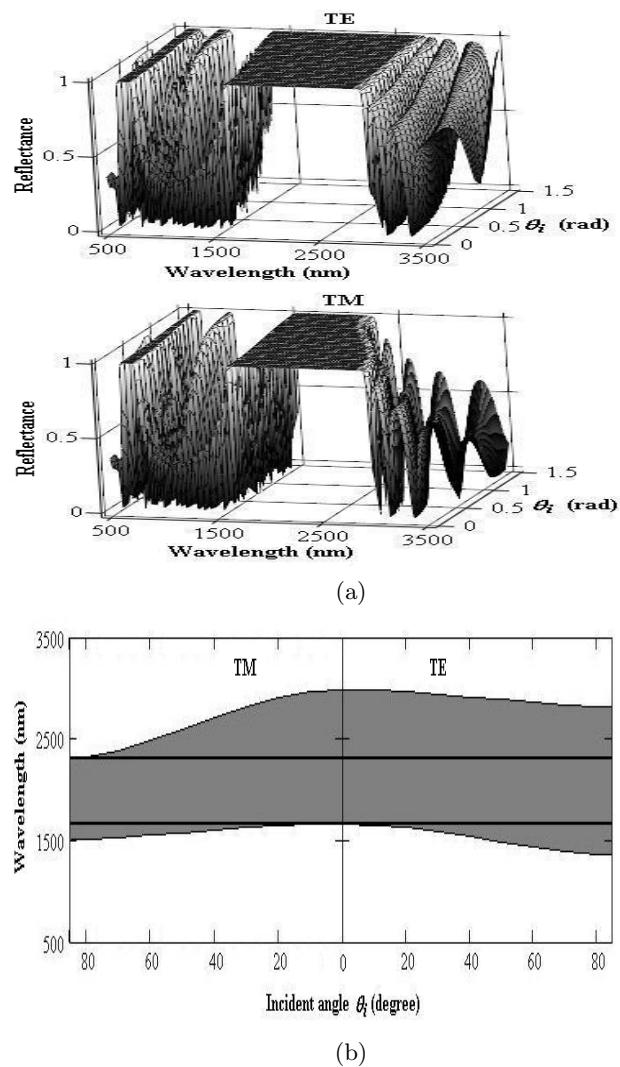 TE
Reflectance
1
0.5
0
500
1500
2500
3500
Wavelength (nm)
0
0.5
1
1.5
θi (rad)
TM
Reflectance
1
0.5
0
500
1500
2500
3500
Wavelength (nm)
0
0.5
1
1.5
θi (rad)
(a)
Wavelength (nm)
3500
2500
1500
500
TM
TE
80 60 40 20 0 20 40 60 80
Incident angle θi (degree)
(b)